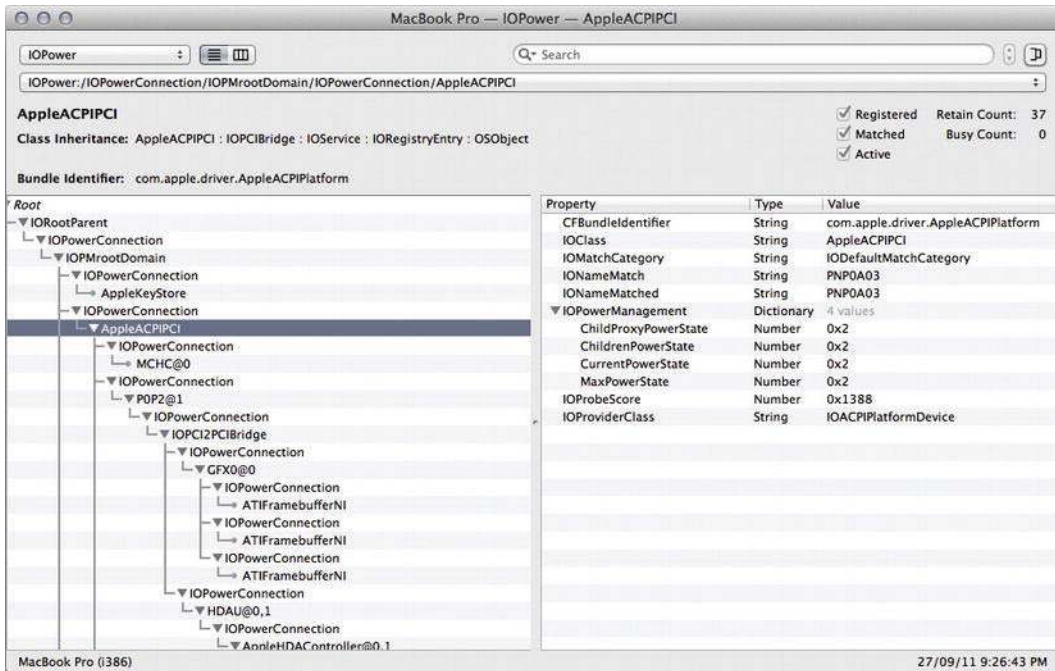 MacBook Pro — IOPower — AppleACPIPCI
IOPower
Search
IOPower:/IOPowerConnection/IOPMrootDomain/IOPowerConnection/AppleACPIPCI
AppleACPIPCI
Class Inheritance: AppleACPIPCI : IOPCIBridge : IOService : IORegistryEntry : OSObject
Bundle Identifier: com.apple.driver.AppleACPIPlatform
Registered Retain Count: 37
Matched Busy Count: 0
Active
Root
IORootParent
IOPowerConnection
IOPMrootDomain
IOPowerConnection
AppleKeyStore
IOPowerConnection
AppleACPIPCI
IOPowerConnection
MCHC@0
IOPowerConnection
P0P2@1
IOPowerConnection
IOPCI2PCIBridge
IOPowerConnection
GFX0@0
IOPowerConnection
ATIFramebufferNI
IOPowerConnection
ATIFramebufferNI
IOPowerConnection
ATIFramebufferNI
IOPowerConnection
HDAU@0,1
IOPowerConnection
AppleHDAController@0,1
Property Type Value
CFBundleIdentifier String com.apple.driver.AppleACPIPlatform
IOClass String AppleACPIPCI
IOMatchCategory String IODefaultMatchCategory
IONameMatch String PNP0A03
IONameMatched String PNP0A03
IOPowerManagement Dictionary 4 values
ChildProxyPowerState Number 0x2
ChildrenPowerState Number 0x2
CurrentPowerState Number 0x2
MaxPowerState Number 0x2
IOProbeScore Number 0x1388
IOProviderClass String IOACPIPlatformDevice
MacBook Pro (i386)
27/09/11 9:26:43 PM